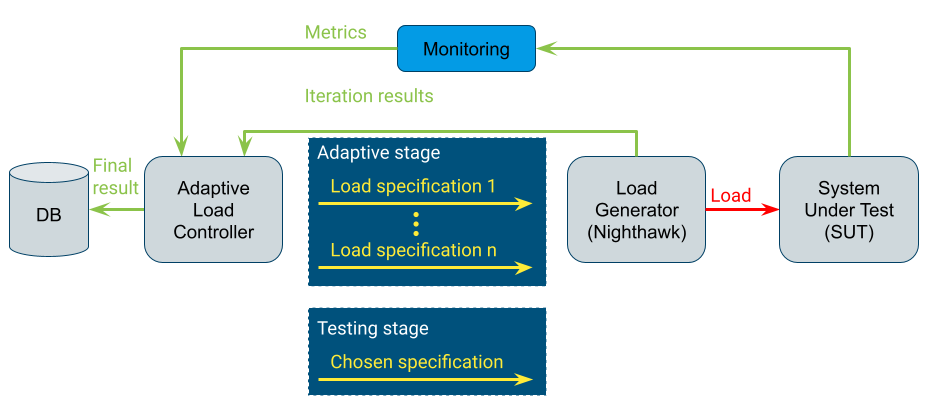 Metrics
Monitoring
Iteration results
Final
result
DB
Adaptive
Load
Controller
Adaptive stage
Load specification 1
Load specification n
Load
Generator
(Nighthawk)
Load
System
Under Test
(SUT)
Testing stage
Chosen specification